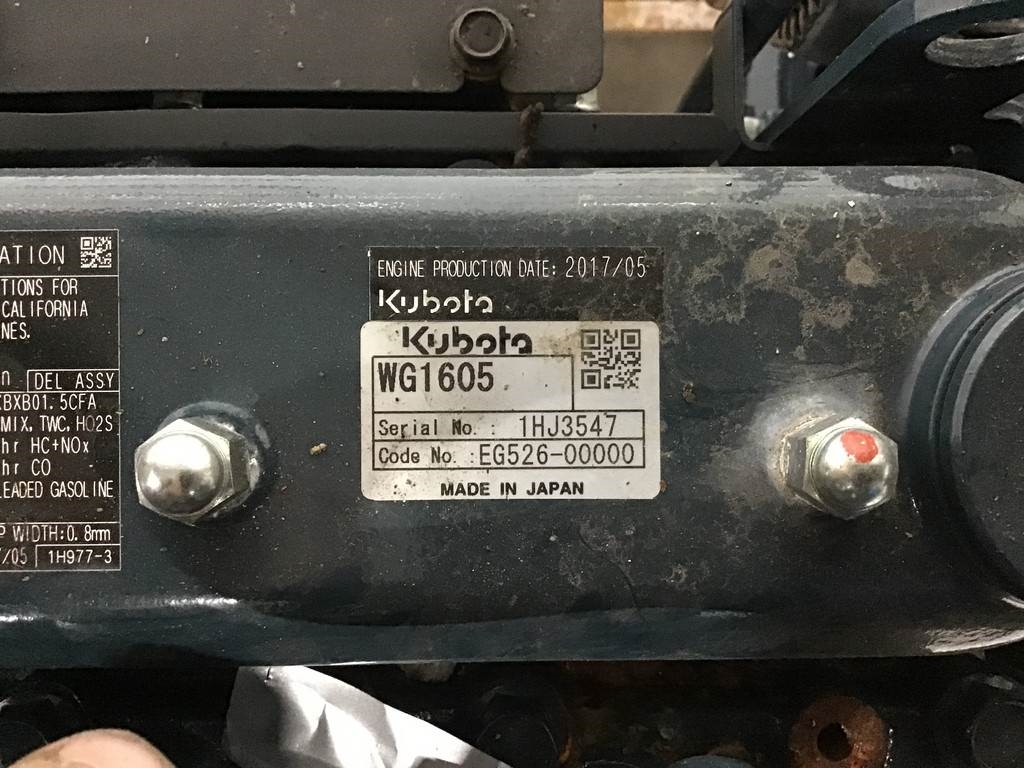 ATION
TIONS FOR
CALIFORNIA
NES.
DEL ASSY
KBXB01.5CFA
MIX, TWC, HO2S
hr HC+NOx
hr CO
LEADED GASOLINE
P WIDTH:0.8mm
/05 1H977-3
ENGINE PRODUCTION DATE: 2017/05
Kubota
Kubota
WG1605
Serial No. : 1HJ3547
Code No. :EG526-00000
MADE IN JAPAN